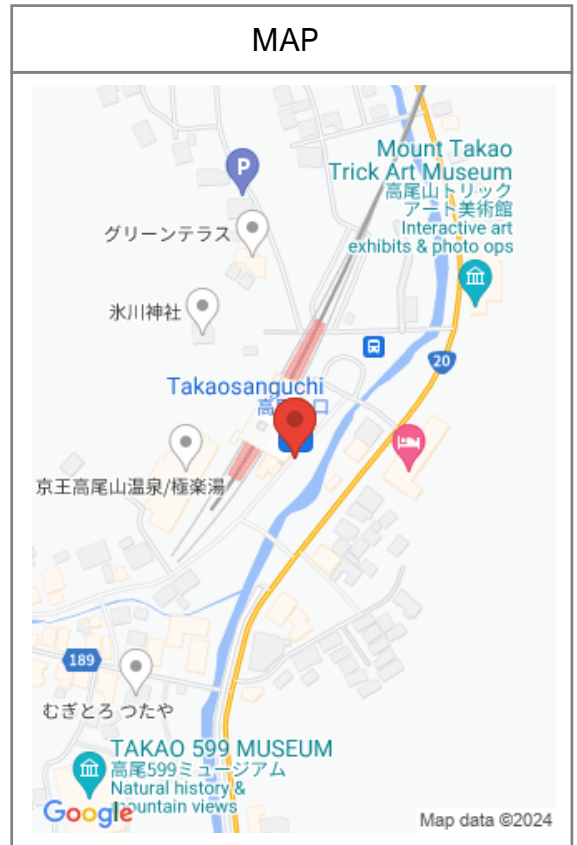 MAP
Mount Takao
Trick Art Museum
高尾山トリック
アート美術館
Interactive art
exhibits & photo ops
P
グリーンテラス
氷川神社
20
Takaosanguchi
高 口
京王高尾山温泉/極楽湯
189
むぎとろ つたや
TAKAO 599 MUSEUM
高尾599ミュージアム
Natural history &
mountain views
Google
Map data ©2024